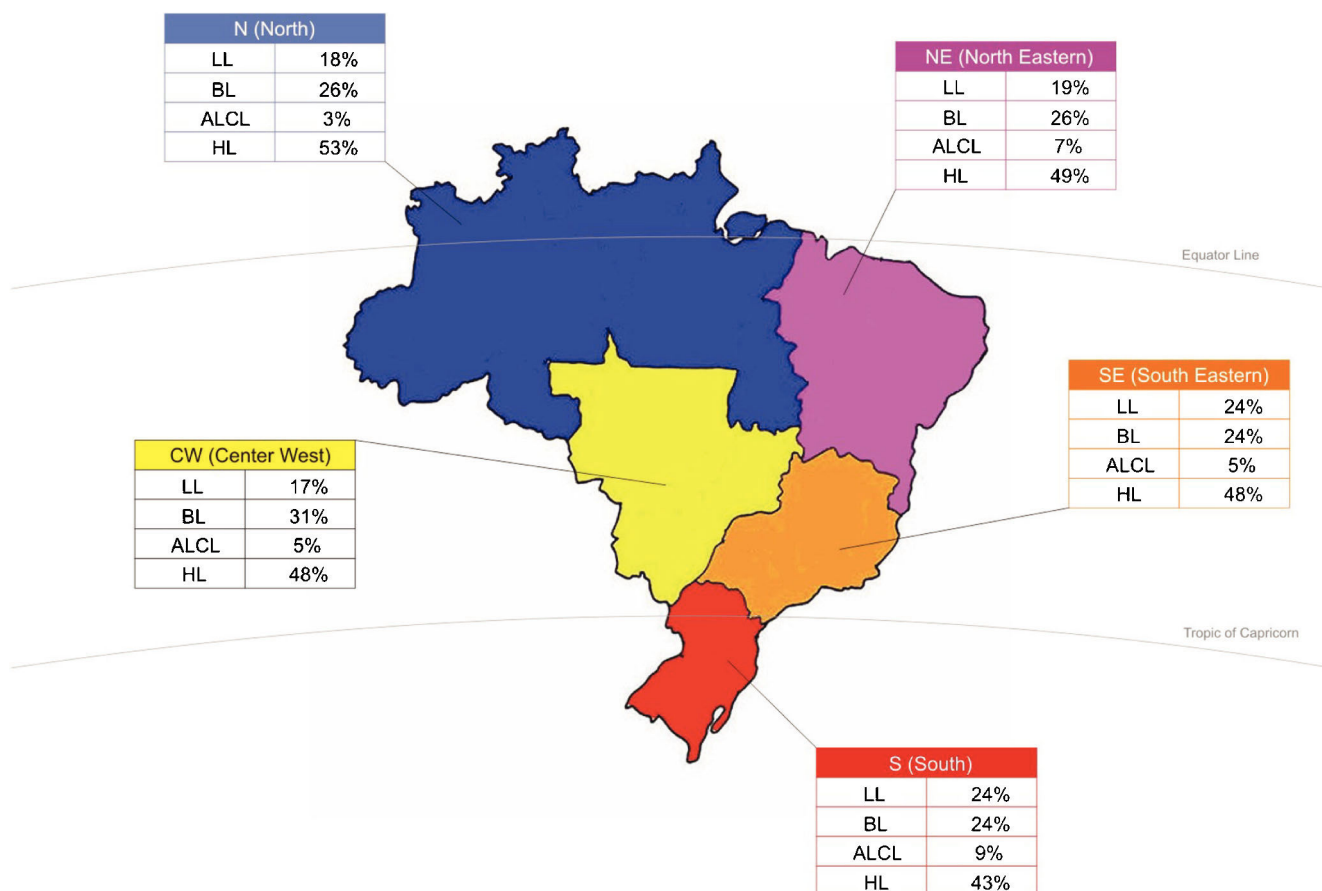 N (North)
LL 18%
BL 26%
ALCL 3%
HL 53%
NE (North Eastern)
LL 19%
BL 26%
ALCL 7%
HL 49%
Equator Line
SE (South Eastern)
LL 24%
BL 24%
ALCL 5%
HL 48%
CW (Center West)
LL 17%
BL 31%
ALCL 5%
HL 48%
Tropic of Capricorn
S (South)
LL 24%
BL 24%
ALCL 9%
HL 43%